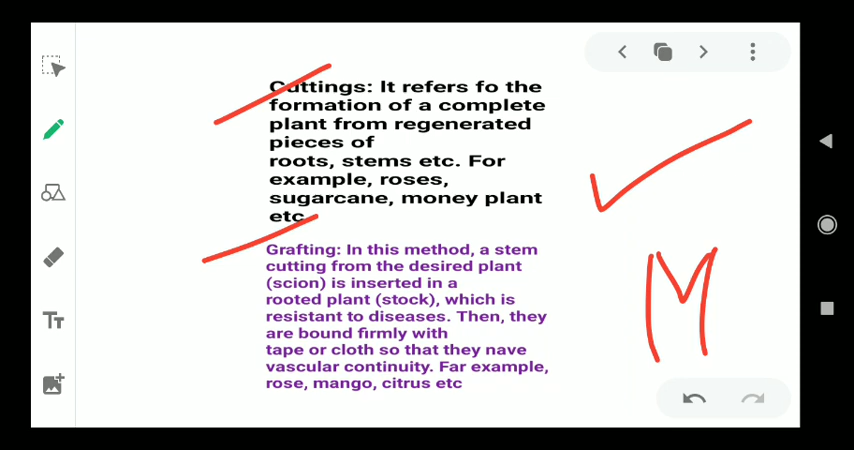 Cuttings: It refers fo the
formation of a complete
plant from regenerated
pieces of
roots, stems etc. For
example, roses,
sugarcane, money plant
etc
Grafting: In this method, a stem
cutting from the desired plant
(scion) is inserted in a
rooted plant (stock), which is
resistant to diseases. Then, they
are bound firmly with
tape or cloth so that they nave
vascular continuity. Far example,
rose, mango, citrus etc
M
Tт